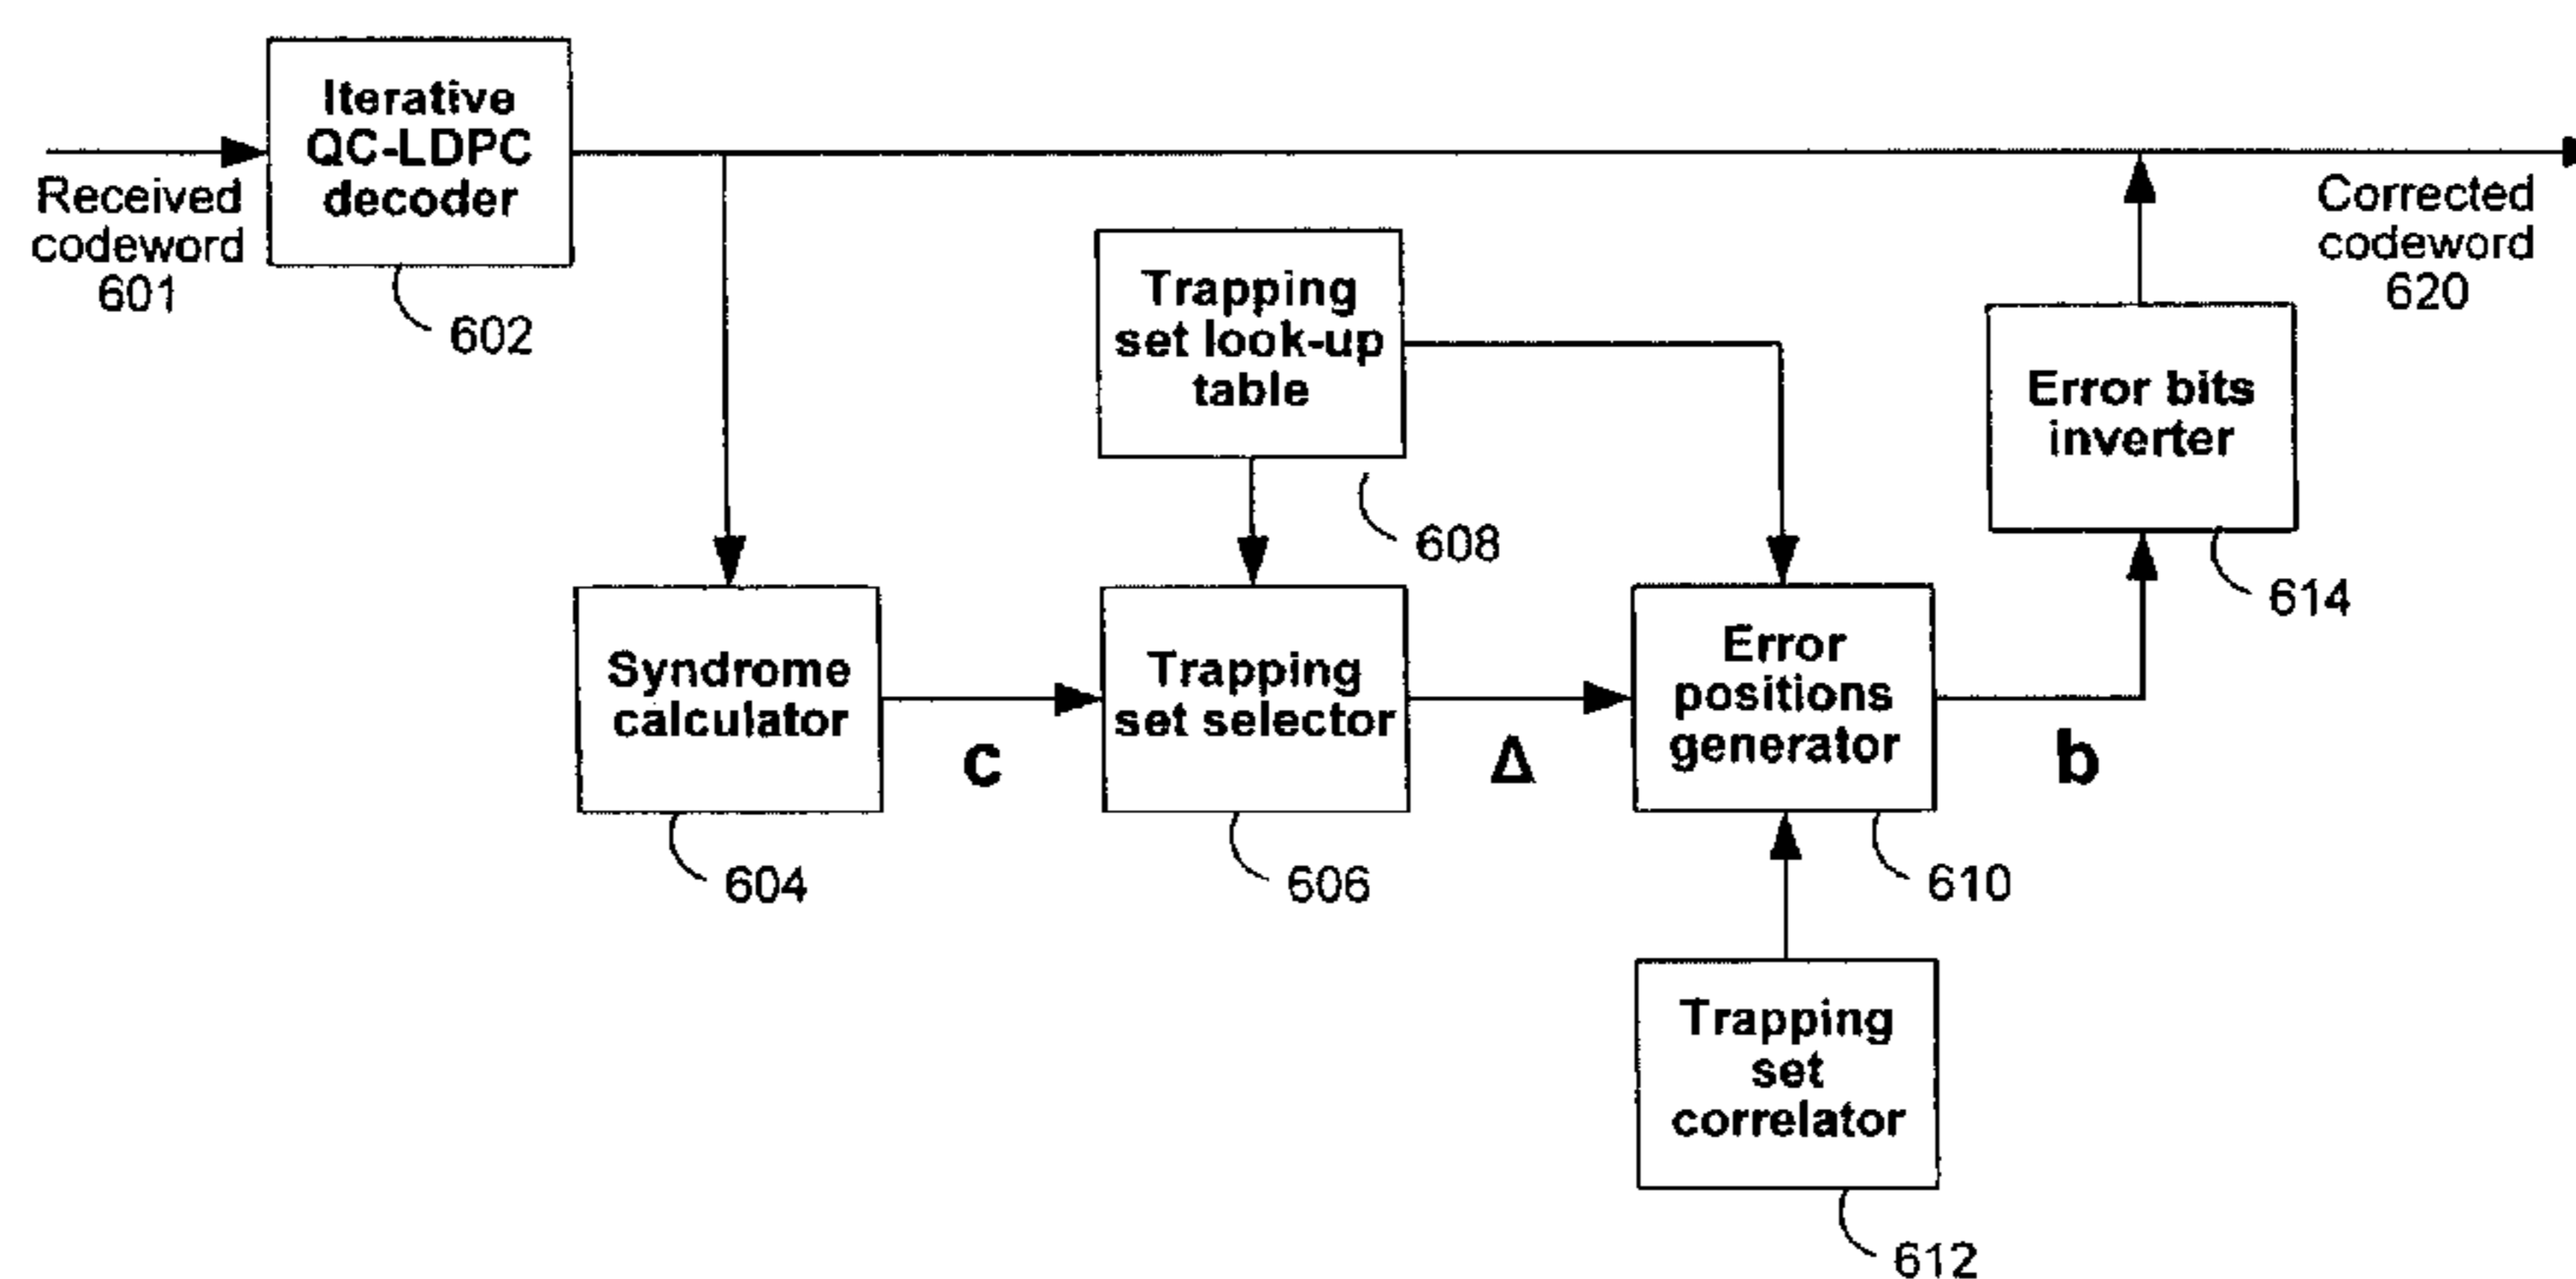 Iterative
QC-LDPC
decoder
Received
codeword
601
602
Trapping
set look-up
table
608
Corrected
codeword
620
Error bits
inverter
614
Syndrome
calculator
604
c
Trapping
set selector
606
Δ
Error
positions
generator
610
b
Trapping
set
correlator
612